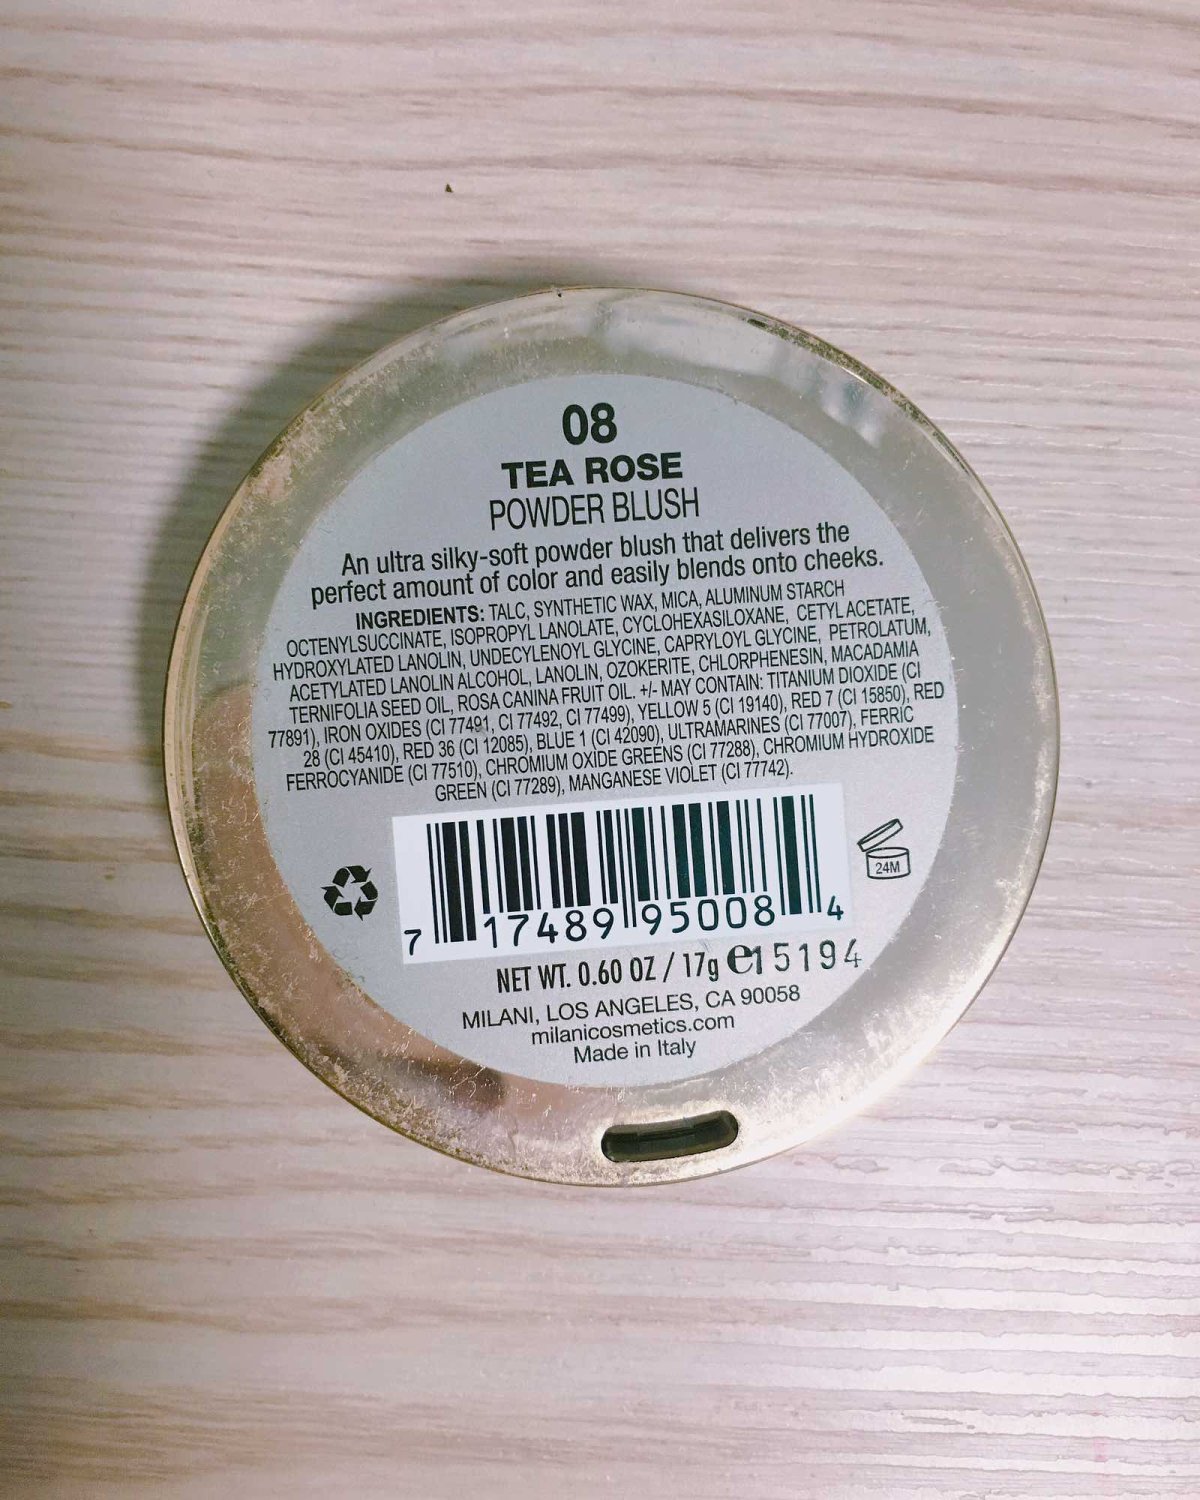 08
TEA ROSE
POWDER BLUSH
An ultra silky-soft powder blush that delivers the
perfect amount of color and easily blends onto cheeks.
INGREDIENTS: TALC, SYNTHETIC WAX, MICA, ALUMINUM STARCH
OCTENYLSUCCINATE, ISOPROPYL LANOLATE, CYCLOHEXASILOXANE, CETYL ACETATE,
HYDROXYLATED LANOLIN, UNDECYLENOYL GLYCINE, CAPRYLOYL GLYCINE, PETROLATUM,
ACETYLATED LANOLIN ALCOHOL, LANOLIN, OZOKERITE, CHLORPHENESIN, MACADAMIA
TERNIFOLIA SEED OIL, ROSA CANINA FRUIT OIL. +/- MAY CONTAIN: TITANIUM DIOXIDE (CI
77891), IRON OXIDES (CI 77491, CI 77492, CI 77499), YELLOW 5 (CI 19140), RED 7 (CI 15850), RED
28 (CI 45410), RED 36 (CI 12085), BLUE 1 (CI 42090), ULTRAMARINES (CI 77007), FERRIC
FERROCYANIDE (CI 77510), CHROMIUM OXIDE GREENS (CI 77288), CHROMIUM HYDROXIDE
GREEN (CI 77289), MANGANESE VIOLET (CI 77742).
24M
7 17489 95008 4
NET WT. 0.60 OZ / 17g e 15194
MILANI, LOS ANGELES, CA 90058
milanicosmetics.com
Made in Italy